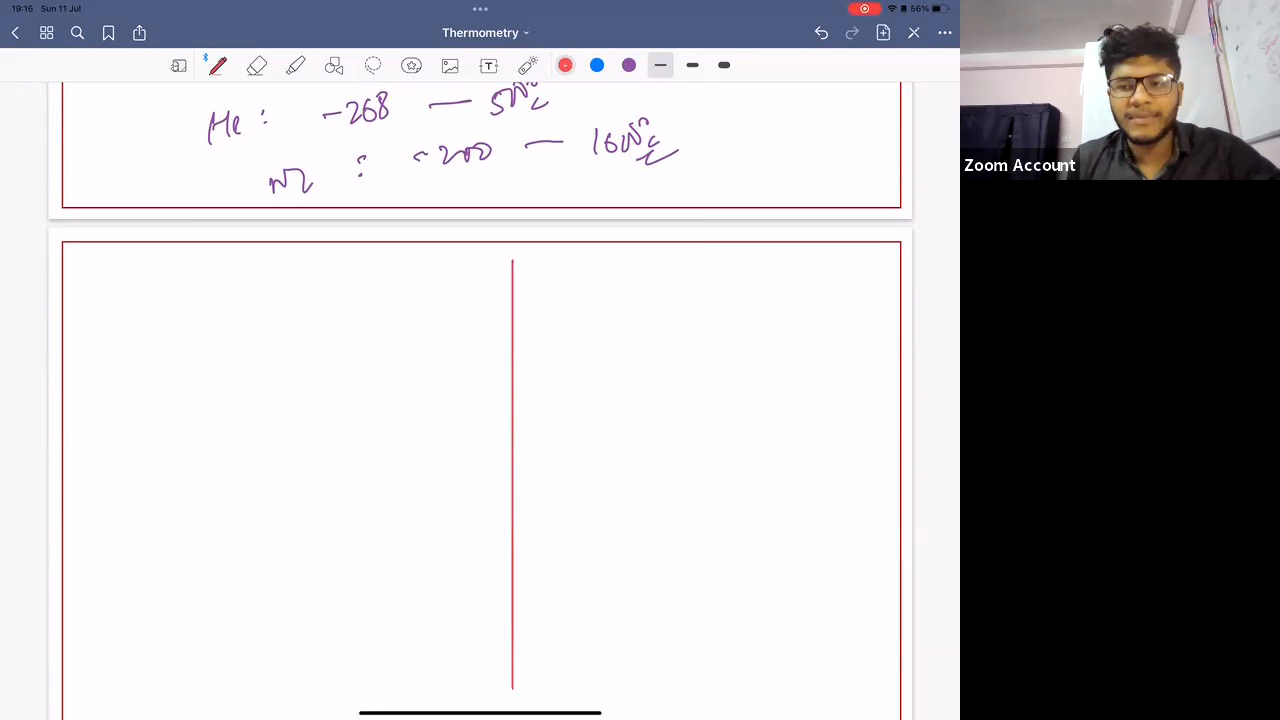 19:16 Sun 11 Jul
56%
Thermometry
T
He : -268 — 500°C
N2 : -200 — 1600°C
Zoom Account